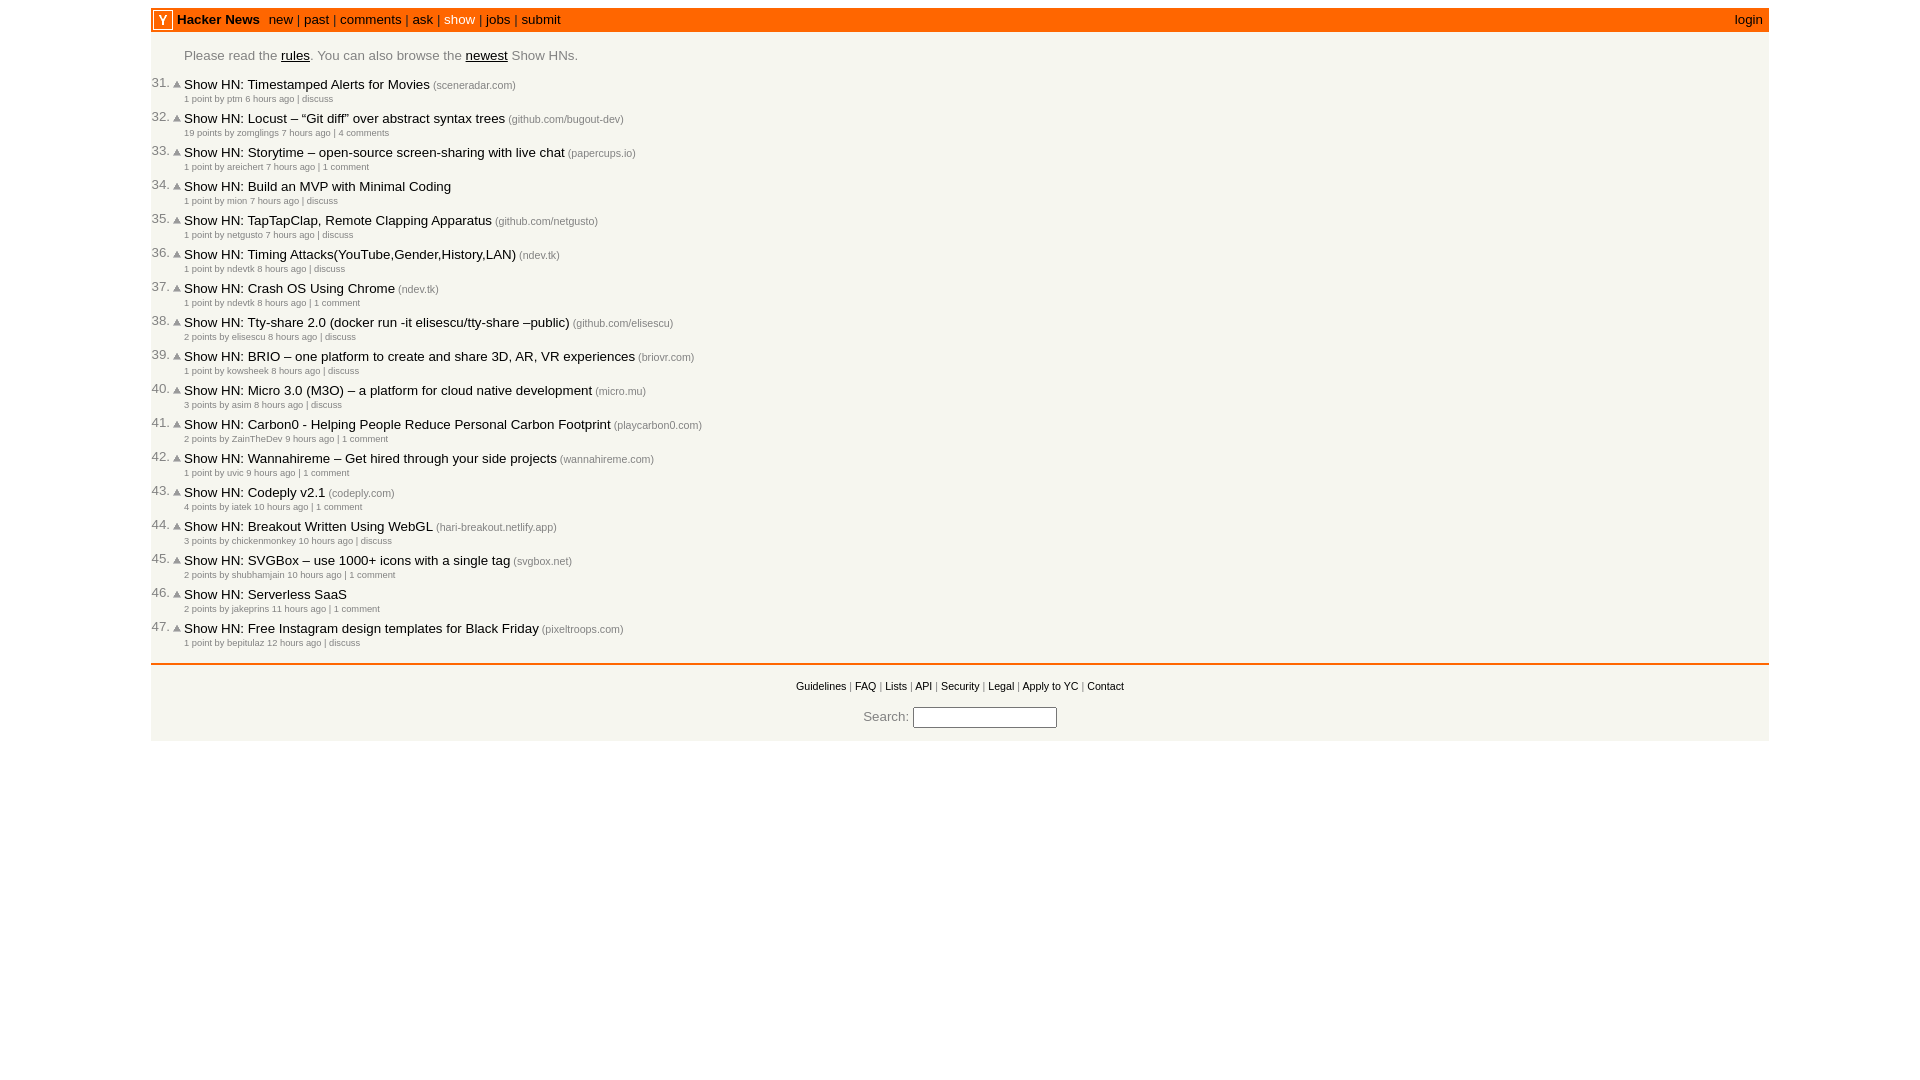 Y Hacker News new | past | comments | ask | show | jobs | submit login
Please read the rules. You can also browse the newest Show HNs.
31. Show HN: Timestamped Alerts for Movies (sceneradar.com)
1 point by ptm 6 hours ago | discuss
32. Show HN: Locust – “Git diff” over abstract syntax trees (github.com/bugout-dev)
19 points by zomglings 7 hours ago | 4 comments
33. Show HN: Storytime – open-source screen-sharing with live chat (papercups.io)
1 point by areichert 7 hours ago | 1 comment
34. Show HN: Build an MVP with Minimal Coding
1 point by mion 7 hours ago | discuss
35. Show HN: TapTapClap, Remote Clapping Apparatus (github.com/netgusto)
1 point by netgusto 7 hours ago | discuss
36. Show HN: Timing Attacks(YouTube,Gender,History,LAN) (ndev.tk)
1 point by ndevtk 8 hours ago | discuss
37. Show HN: Crash OS Using Chrome (ndev.tk)
1 point by ndevtk 8 hours ago | 1 comment
38. Show HN: Tty-share 2.0 (docker run -it elisescu/tty-share –public) (github.com/elisescu)
2 points by elisescu 8 hours ago | discuss
39. Show HN: BRIO – one platform to create and share 3D, AR, VR experiences (briovr.com)
1 point by kowsheek 8 hours ago | discuss
40. Show HN: Micro 3.0 (M3O) – a platform for cloud native development (micro.mu)
3 points by asim 8 hours ago | discuss
41. Show HN: Carbon0 - Helping People Reduce Personal Carbon Footprint (playcarbon0.com)
2 points by ZainTheDev 9 hours ago | 1 comment
42. Show HN: Wannahireme – Get hired through your side projects (wannahireme.com)
1 point by uvic 9 hours ago | 1 comment
43. Show HN: Codeply v2.1 (codeply.com)
4 points by iatek 10 hours ago | 1 comment
44. Show HN: Breakout Written Using WebGL (hari-breakout.netlify.app)
3 points by chickenmonkey 10 hours ago | discuss
45. Show HN: SVGBox – use 1000+ icons with a single tag (svgbox.net)
2 points by shubhamjain 10 hours ago | 1 comment
46. Show HN: Serverless SaaS
2 points by jakeprins 11 hours ago | 1 comment
47. Show HN: Free Instagram design templates for Black Friday (pixeltroops.com)
1 point by bepitulaz 12 hours ago | discuss
Guidelines | FAQ | Lists | API | Security | Legal | Apply to YC | Contact
Search: